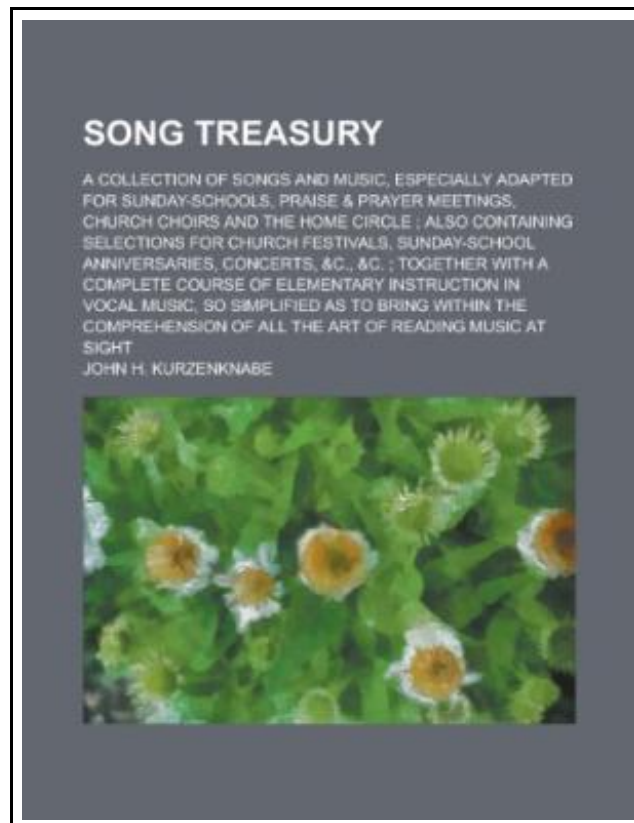 SONG TREASURY
A COLLECTION OF SONGS AND MUSIC, ESPECIALLY ADAPTED
FOR SUNDAY-SCHOOLS, PRAISE & PRAYER MEETINGS,
CHURCH CHOIRS AND THE HOME CIRCLE ; ALSO CONTAINING
SELECTIONS FOR CHURCH FESTIVALS, SUNDAY-SCHOOL
ANNIVERSARIES, CONCERTS, &C., &C. ; TOGETHER WITH A
COMPLETE COURSE OF ELEMENTARY INSTRUCTION IN
VOCAL MUSIC, SO SIMPLIFIED AS TO BRING WITHIN THE
COMPREHENSION OF ALL THE ART OF READING MUSIC AT
SIGHT
JOHN H. KURZENKNABE